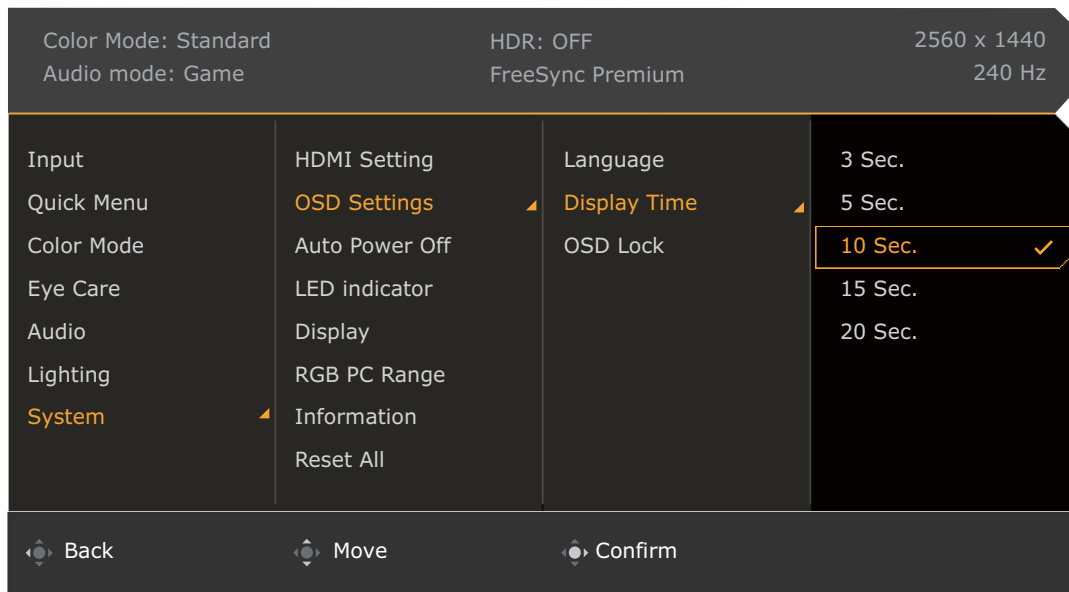 Color Mode: Standard
Audio mode: Game
HDR: OFF
FreeSync Premium
2560 x 1440
240 Hz
Input
Quick Menu
Color Mode
Eye Care
Audio
Lighting
System
HDMI Setting
OSD Settings
Auto Power Off
LED indicator
Display
RGB PC Range
Information
Reset All
Language
Display Time
OSD Lock
3 Sec.
5 Sec.
10 Sec.
15 Sec.
20 Sec.
Back
Move
Confirm